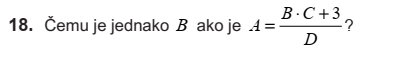 18. Čemu je jednako B ako je A = (B · C + 3) / D ?